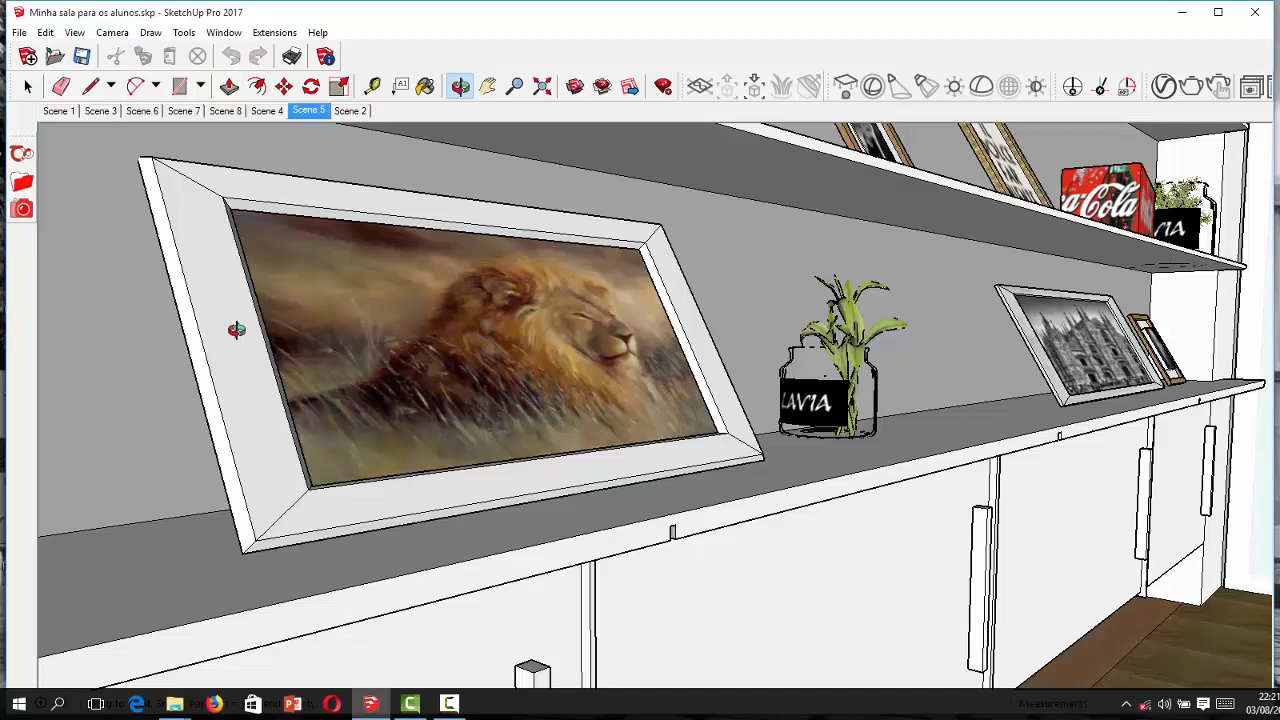 Minha sala para os alunos.skp - SketchUp Pro 2017
File Edit View Camera Draw Tools Window Extensions Help
Scene 1 Scene 3 Scene 6 Scene 7 Scene 8 Scene 4 Scene 5 Scene 2
a-Cola
IA
LAVIA
Measurements
22:21
03/08/20